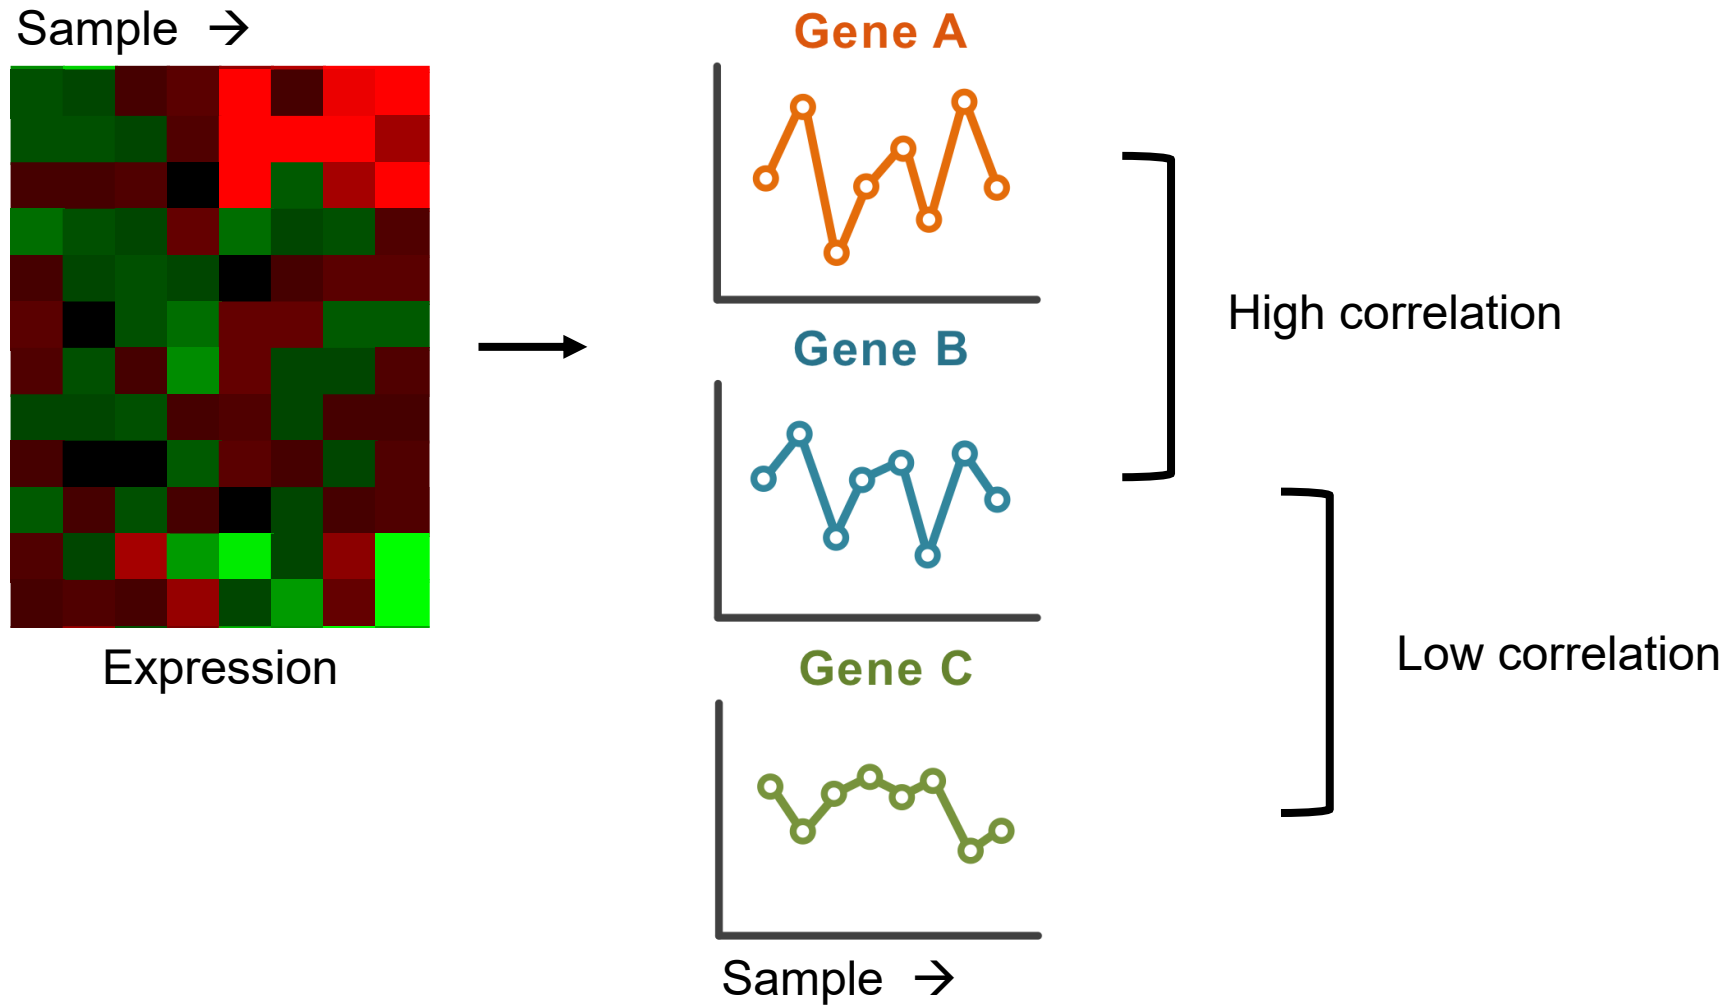 Sample →
Gene A
High correlation
Gene B
Low correlation
Expression
Gene C
Sample →